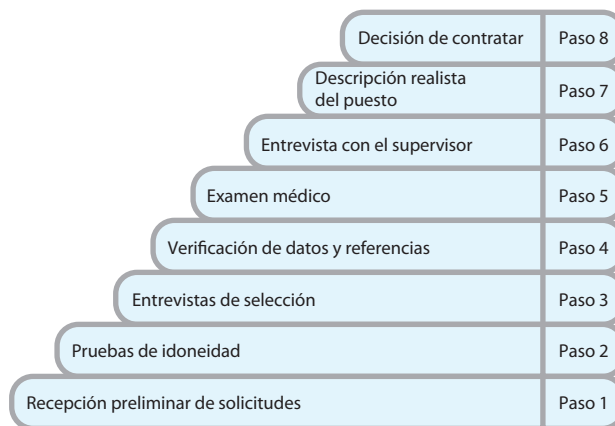 Decisión de contratar Paso 8
Descripción realista
del puesto Paso 7
Entrevista con el supervisor Paso 6
Examen médico Paso 5
Verificación de datos y referencias Paso 4
Entrevistas de selección Paso 3
Pruebas de idoneidad Paso 2
Recepción preliminar de solicitudes Paso 1